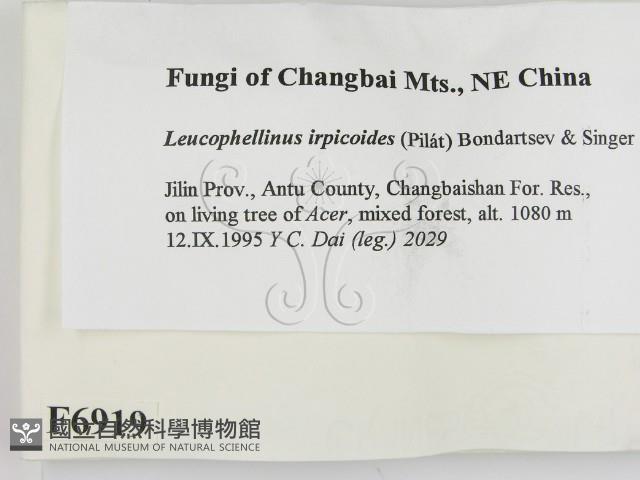 Fungi of Changbai Mts., NE China
Leucophellinus irpicoides (Pilát) Bondartsev & Singer
Jilin Prov., Antu County, Changbaishan For. Res.,
on living tree of Acer, mixed forest, alt. 1080 m
12.IX.1995 Y C. Dai (leg.) 2029
F6919
國立自然科學博物館
NATIONAL MUSEUM OF NATURAL SCIENCE